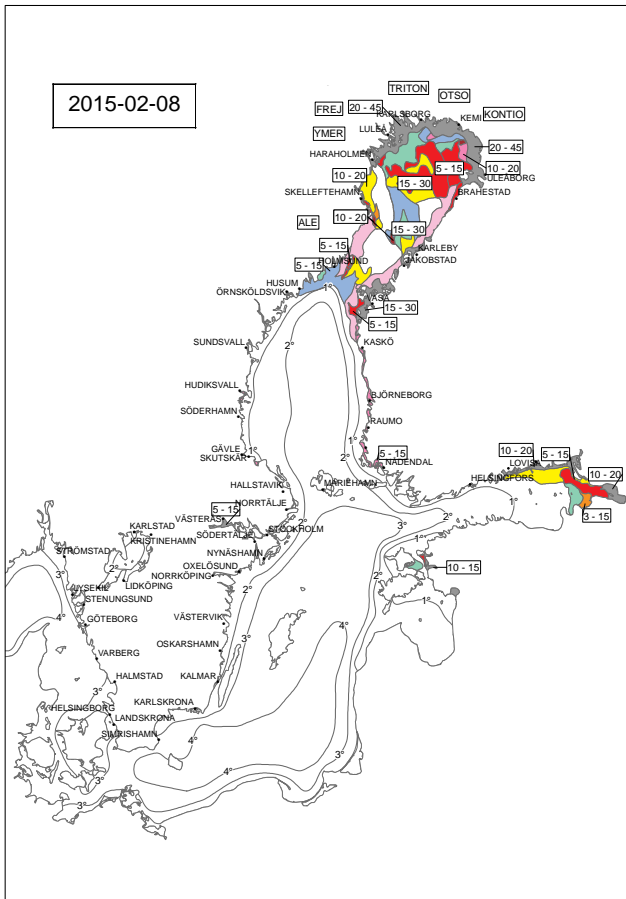 2015-02-08
TRITON
OTSO
FREJ
20 - 45
KARLSBORG
KEMI
KONTIO
YMER
LULEÅ
HARAHOLMEN
20 - 45
5 - 15
10 - 20
ULEÅBORG
10 - 20
15 - 30
SKELLEFTEHAMN
BRAHESTAD
10 - 20
ALE
15 - 30
5 - 15
KARLEBY
HOLMSUND
JAKOBSTAD
5 - 15
HUSUM
1°
ÖRNSKÖLDSVIK
VASA
15 - 30
5 - 15
SUNDSVALL
2°
KASKÖ
HUDIKSVALL
BJÖRNEBORG
SÖDERHAMN
RAUMO
1°
GÄVLE
1°
SKUTSKÄR
5 - 15
NÅDENDAL
10 - 20
5 - 15
LOVISA
10 - 20
HELSINGFORS
HALLSTAVIK
MARIEHAMN
NORRTÄLJE
2°
1°
3 - 15
5 - 15
VÄSTERÅS
2°
3°
2°
KARLSTAD
STOCKHOLM
KRISTINEHAMN
SÖDERTÄLJE
1°
STRÖMSTAD
NYNÄSHAMN
2°
3°
2°
OXELÖSUND
NORRKÖPING
10 - 15
LYSEKIL
LIDKÖPING
2°
STENUNGSUND
1°
4°
GÖTEBORG
VÄSTERVIK
4°
OSKARSHAMN
3°
VARBERG
HALMSTAD
KALMAR
3°
HELSINGBORG
KARLSKRONA
LANDSKRONA
SIMRISHAMN
4°
3°
4°
3°
3°